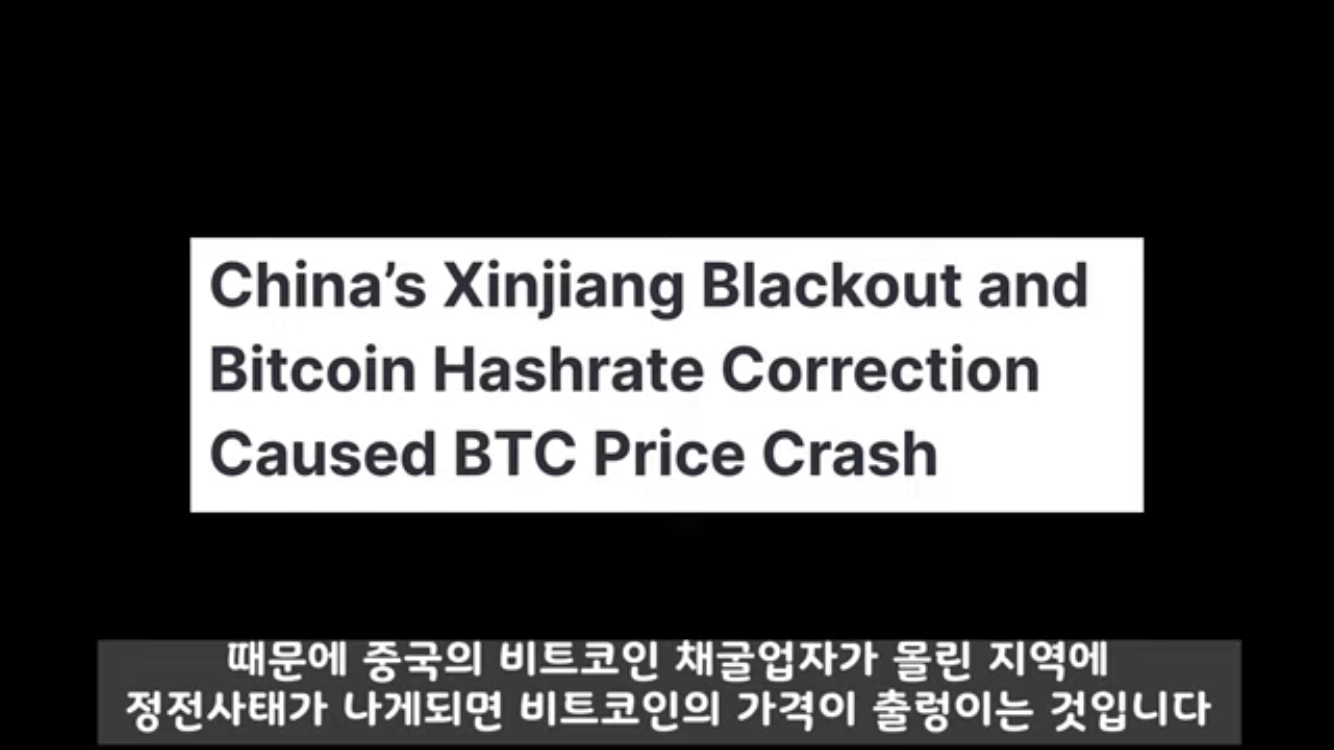 China’s Xinjiang Blackout and
Bitcoin Hashrate Correction
Caused BTC Price Crash
때문에 중국의 비트코인 채굴업자가 몰린 지역에
정전사태가 나게되면 비트코인의 가격이 출렁이는 것입니다